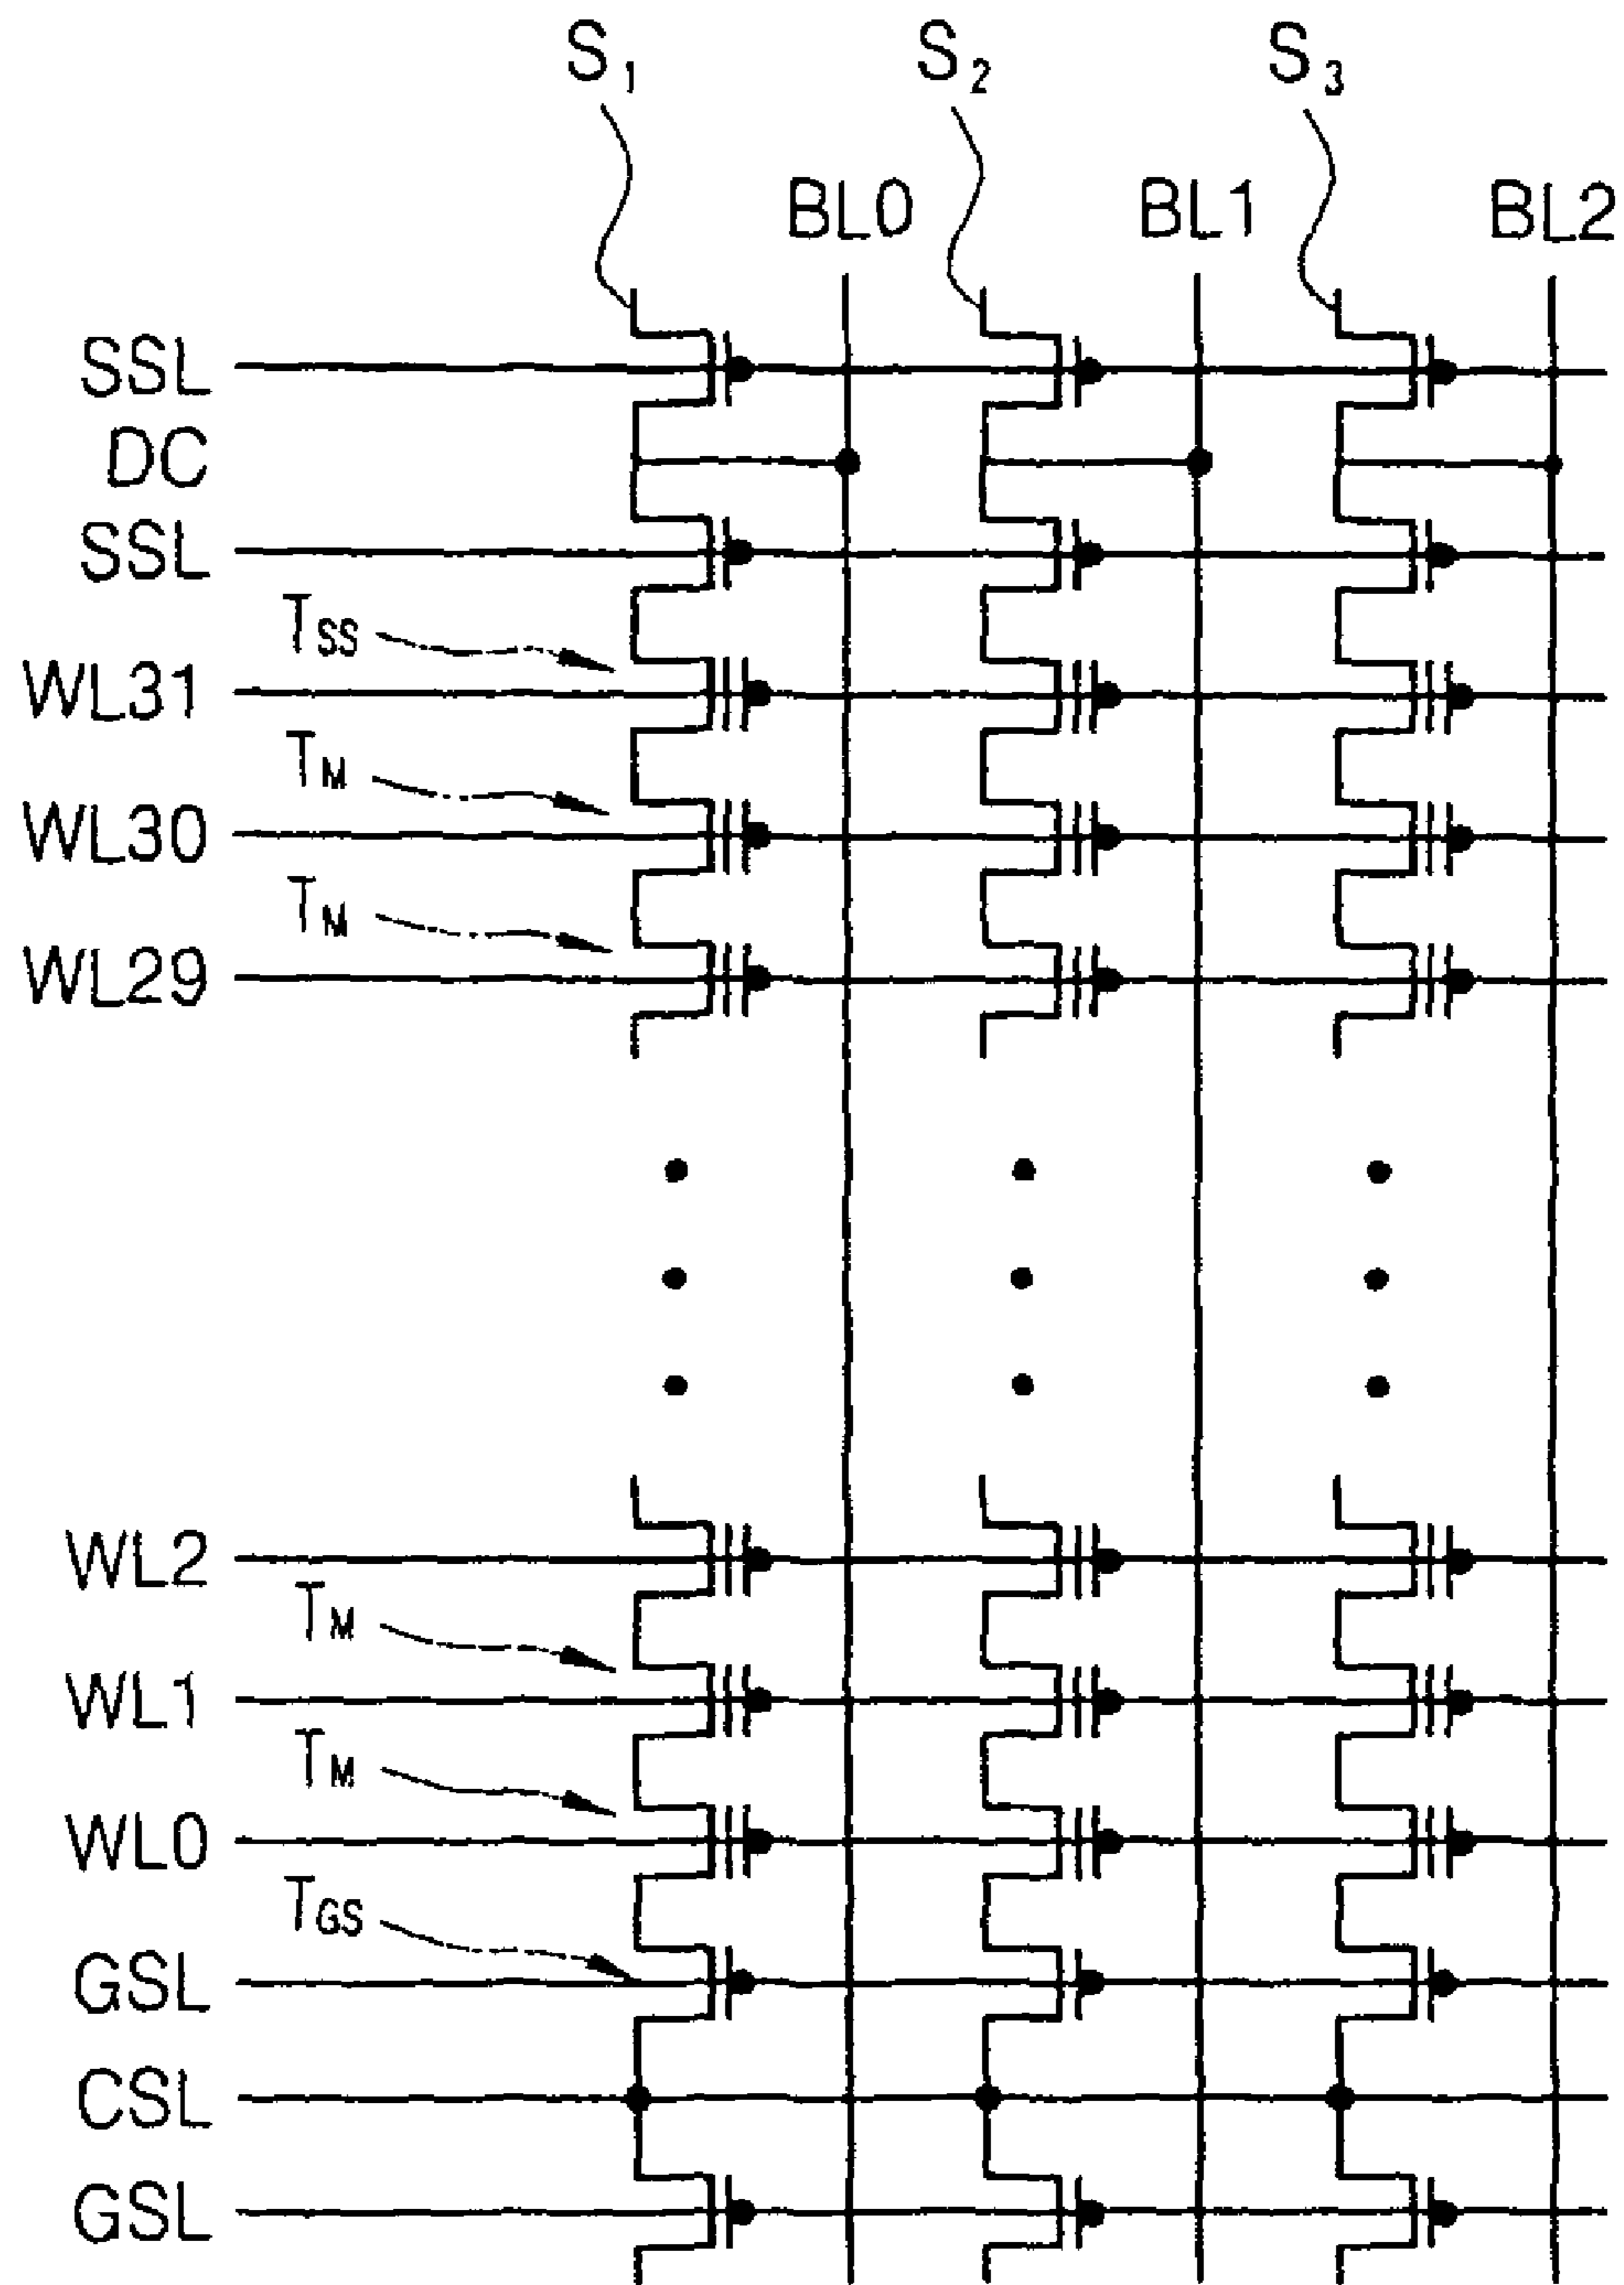 S1 S2 S3
BL0 BL1 BL2
SSL
DC
SSL
TSS
WL31
TM
WL30
TM
WL29
WL2
TM
WL1
TM
WL0
TGS
GSL
CSL
GSL